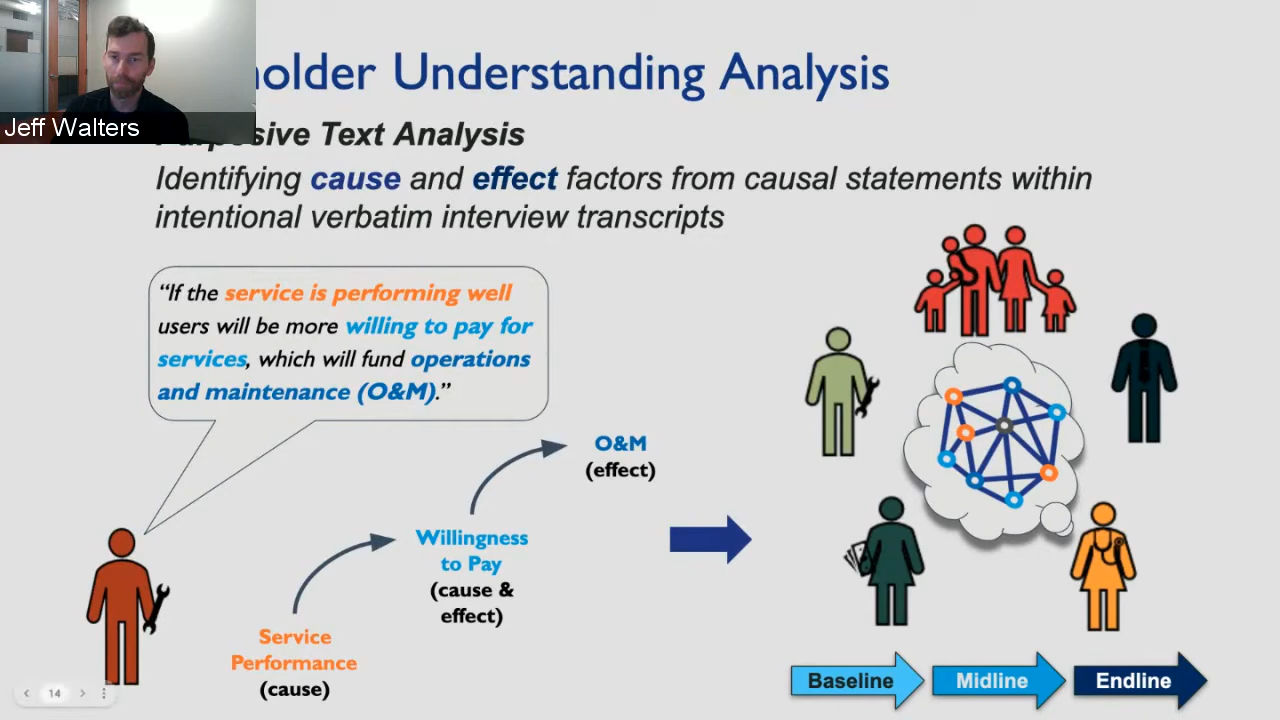 holder Understanding Analysis
Jeff Walters
Purposive Text Analysis
Identifying cause and effect factors from causal statements within
intentional verbatim interview transcripts
“If the service is performing well
users will be more willing to pay for
services, which will fund operations
and maintenance (O&M).”
O&M
(effect)
Willingness
to Pay
(cause &
effect)
Service
Performance
(cause)
Baseline
Midline
Endline
14